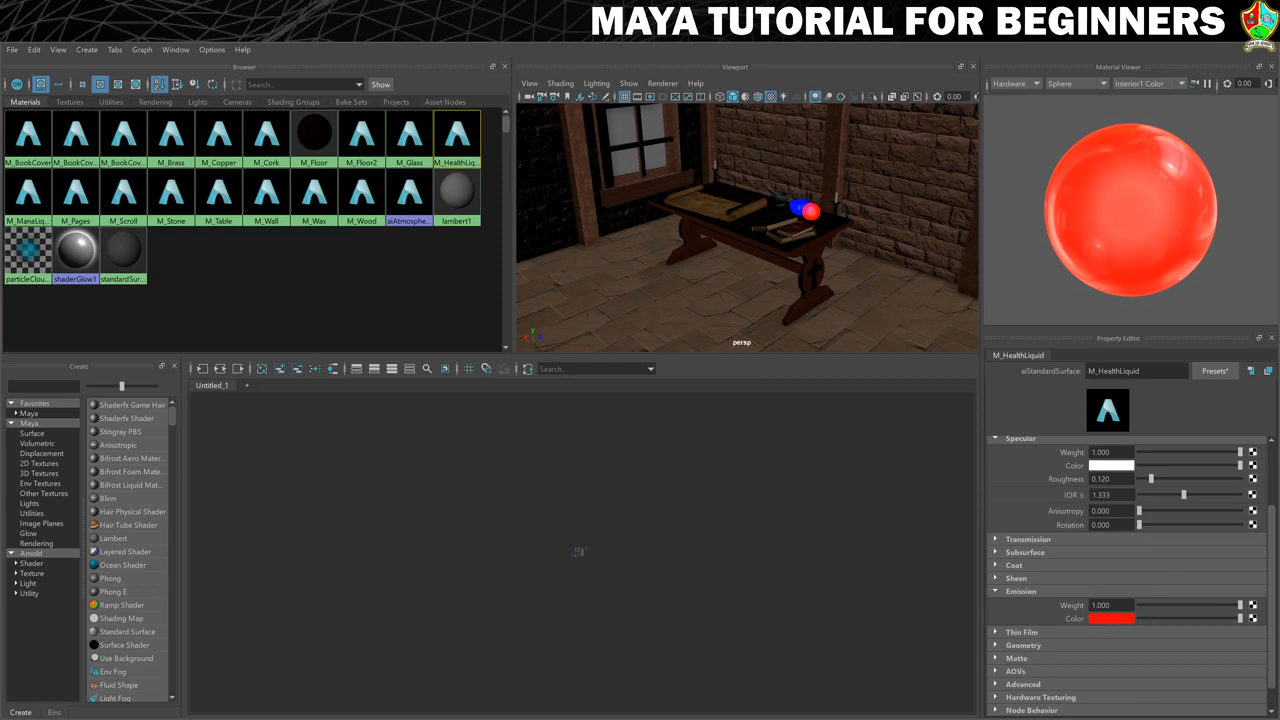 MAYA TUTORIAL FOR BEGINNERS
File Edit View Create Tabs Graph Window Options Help
Browser
Search...
Show
Materials Textures Utilities Rendering Lights Cameras Shading Groups Bake Sets Projects Asset Nodes
M_BookCover M_BookCov... M_BookCov... M_Brass M_Copper M_Cork M_Floor M_Floor2 M_Glass M_HealthLiq...
M_ManaLiq... M_Pages M_Scroll M_Stone M_Table M_Wall M_Wax M_Wood aiAtmosphe... lambert1
particleClou... shaderGlow1 standardSur...
Viewport
View Shading Lighting Show Renderer Help
0.00
persp
Material Viewer
Hardware Sphere Interior1 Color 0.00
Create
Favorites
Maya
Maya
Surface
Volumetric
Displacement
2D Textures
3D Textures
Env Textures
Other Textures
Lights
Utilities
Image Planes
Glow
Rendering
Arnold
Shader
Texture
Light
Utility
Shaderfx Game Hair
Shaderfx Shader
Stingray PBS
Anisotropic
Bifrost Aero Mater...
Bifrost Foam Mate...
Bifrost Liquid Mat...
Blinn
Hair Physical Shader
Hair Tube Shader
Lambert
Layered Shader
Ocean Shader
Phong
Phong E
Ramp Shader
Shading Map
Standard Surface
Surface Shader
Use Background
Env Fog
Fluid Shape
Light Fog
Create Bins
Search...
Untitled_1 +
Property Editor
M_HealthLiquid
aiStandardSurface: M_HealthLiquid Presets*
Specular
Weight 1.000
Color
Roughness 0.120
IOR 1.333
Anisotropy 0.000
Rotation 0.000
Transmission
Subsurface
Coat
Sheen
Emission
Weight 1.000
Color
Thin Film
Geometry
Matte
AOVs
Advanced
Hardware Texturing
Node Behavior